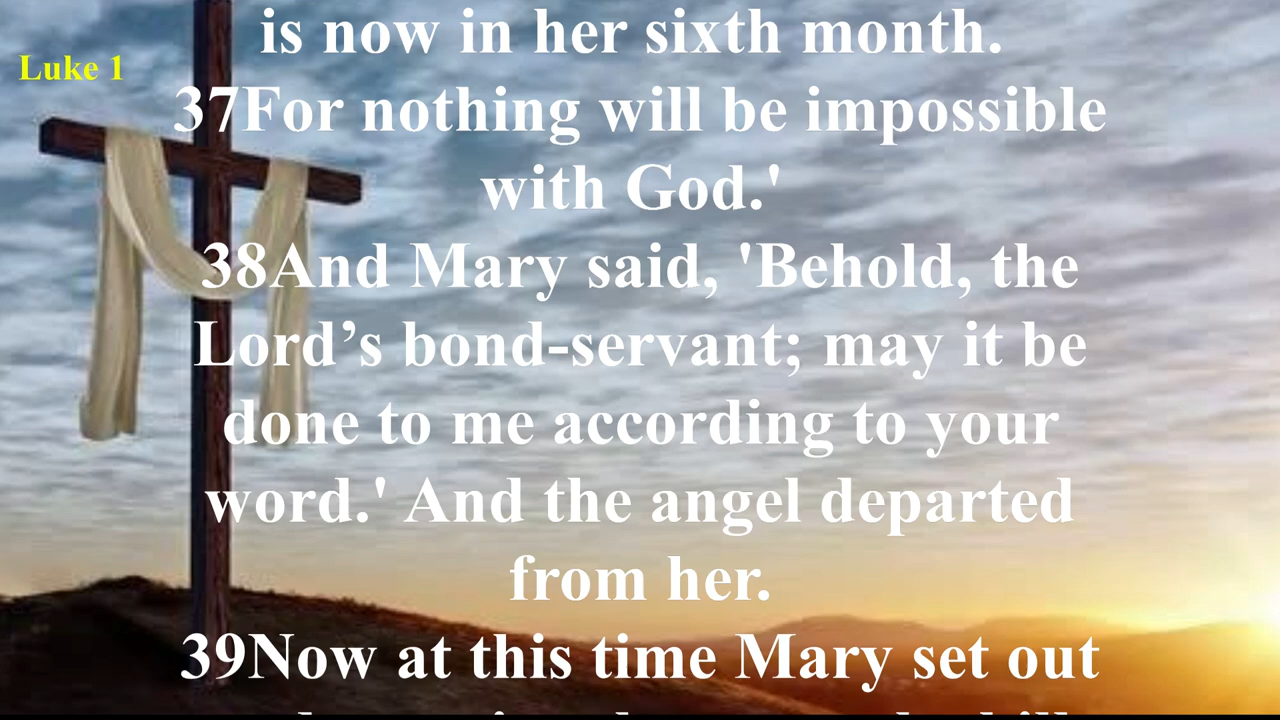 is now in her sixth month.
Luke 1
37For nothing will be impossible
with God.'
38And Mary said, 'Behold, the
Lord’s bond-servant; may it be
done to me according to your
word.' And the angel departed
from her.
39Now at this time Mary set out